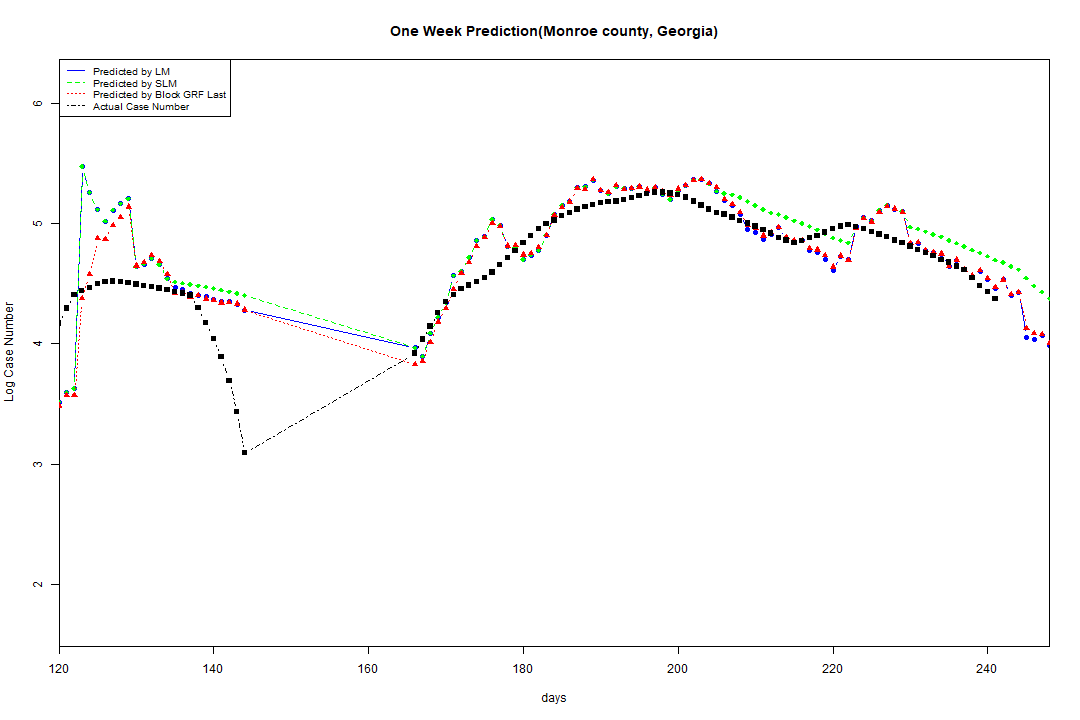 One Week Prediction(Monroe county, Georgia)
Predicted by LM
Predicted by SLM
Predicted by Block GRF Last
Actual Case Number
6
5
4
3
2
Log Case Number
120 140 160 180 200 220 240
days